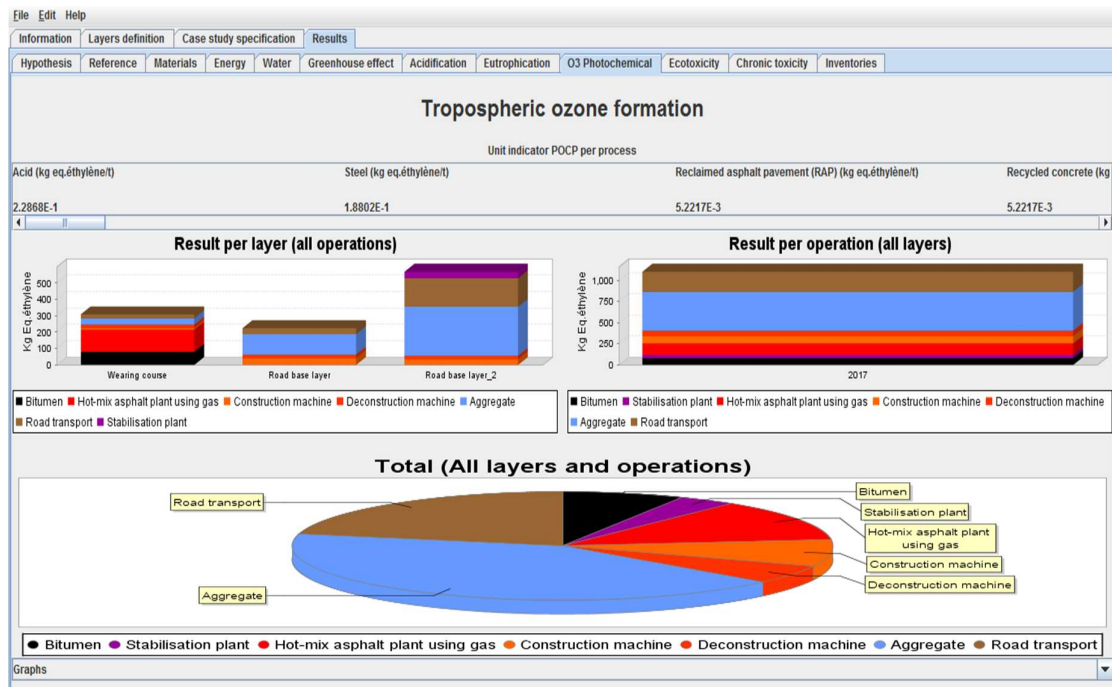 File Edit Help
Information Layers definition Case study specification Results
Hypothesis Reference Materials Energy Water Greenhouse effect Acidification Eutrophication O3 Photochemical Ecotoxicity Chronic toxicity Inventories
Tropospheric ozone formation
Unit indicator POCP per process
Acid (kg eq.éthylène/t) Steel (kg eq.éthylène/t) Reclaimed asphalt pavement (RAP) (kg eq.éthylène/t) Recycled concrete (kg
2.2868E-1 1.8802E-1 5.2217E-3 5.2217E-3
Result per layer (all operations)
Kg Eq.éthylène
500
400
300
200
100
0
Wearing course Road base layer Road base layer_2
Bitumen Hot-mix asphalt plant using gas Construction machine Deconstruction machine Aggregate
Road transport Stabilisation plant
Result per operation (all layers)
Kg Eq.éthylène
1,000
750
500
250
0
2017
Bitumen Stabilisation plant Hot-mix asphalt plant using gas Construction machine Deconstruction machine
Aggregate Road transport
Total (All layers and operations)
Road transport
Bitumen
Stabilisation plant
Hot-mix asphalt plant
using gas
Construction machine
Deconstruction machine
Aggregate
Bitumen Stabilisation plant Hot-mix asphalt plant using gas Construction machine Deconstruction machine Aggregate Road transport
Graphs